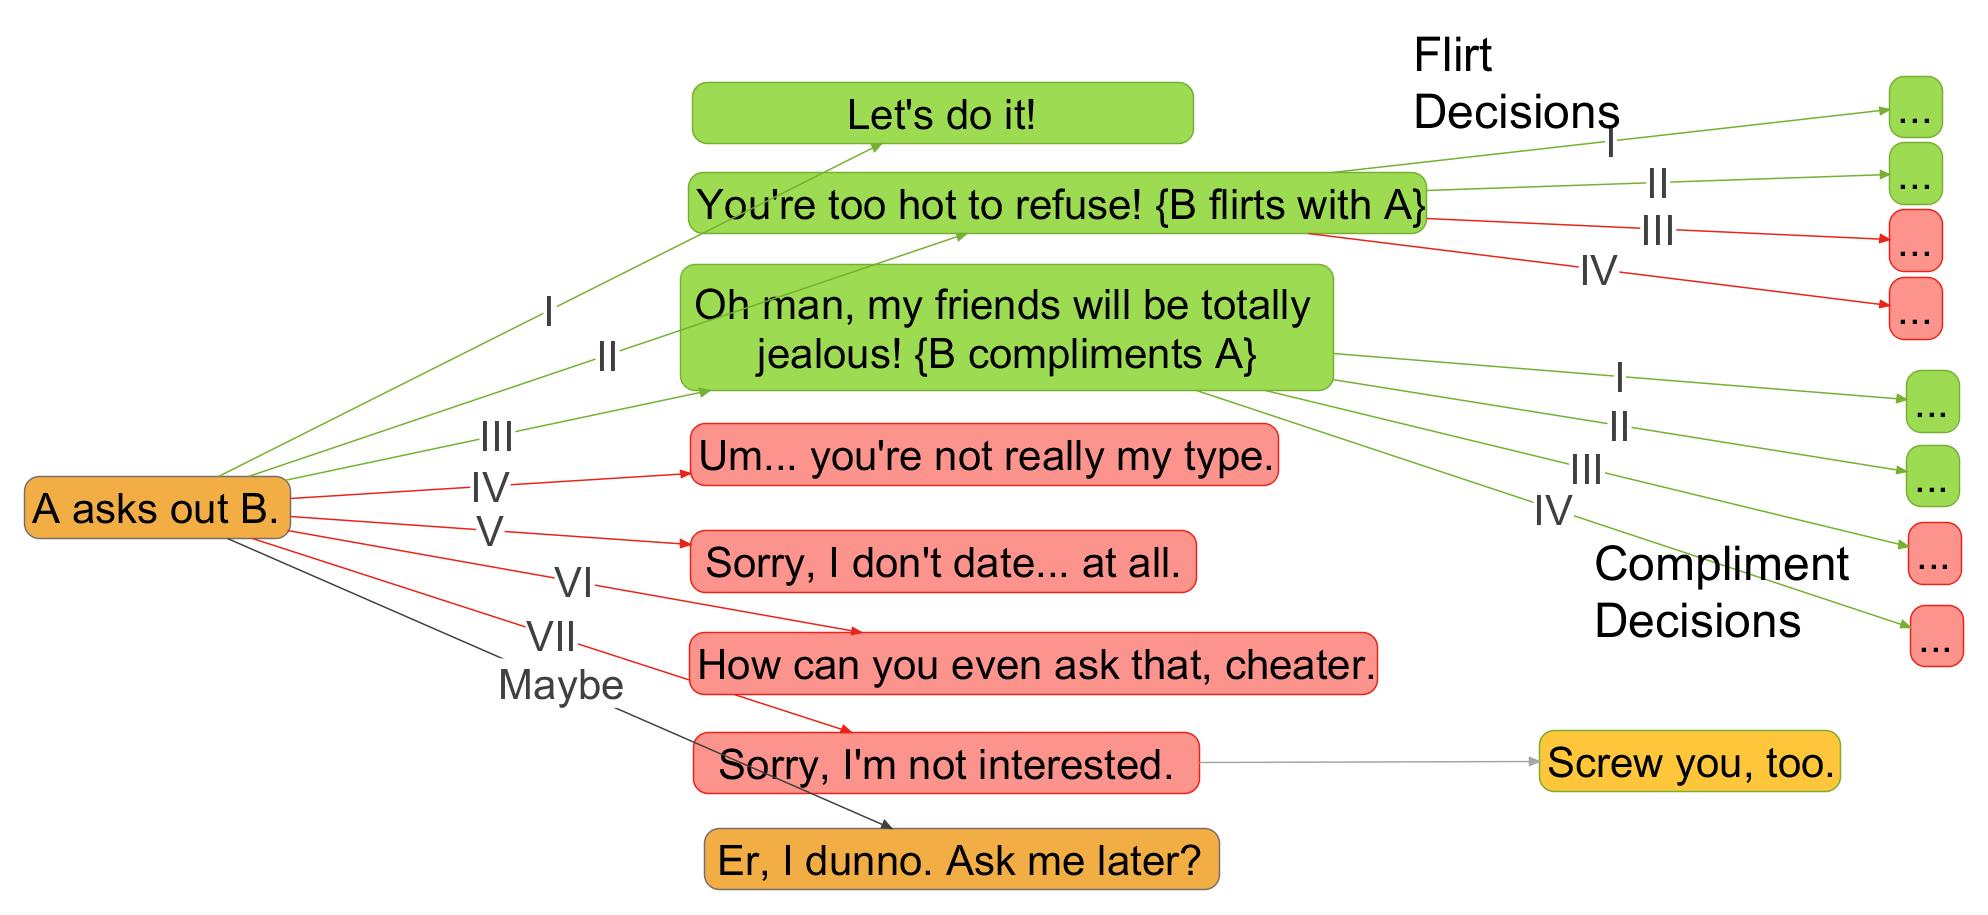 Flirt
Decisions
Let's do it!
I
...
You're too hot to refuse! {B flirts with A}
II
...
III
...
IV
...
Oh man, my friends will be totally
jealous! {B compliments A}
I
...
II
...
III
...
IV
...
Compliment
Decisions
I
II
III
IV
V
VI
VII
Maybe
A asks out B.
Um... you're not really my type.
Sorry, I don't date... at all.
How can you even ask that, cheater.
Sorry, I'm not interested.
Screw you, too.
Er, I dunno. Ask me later?